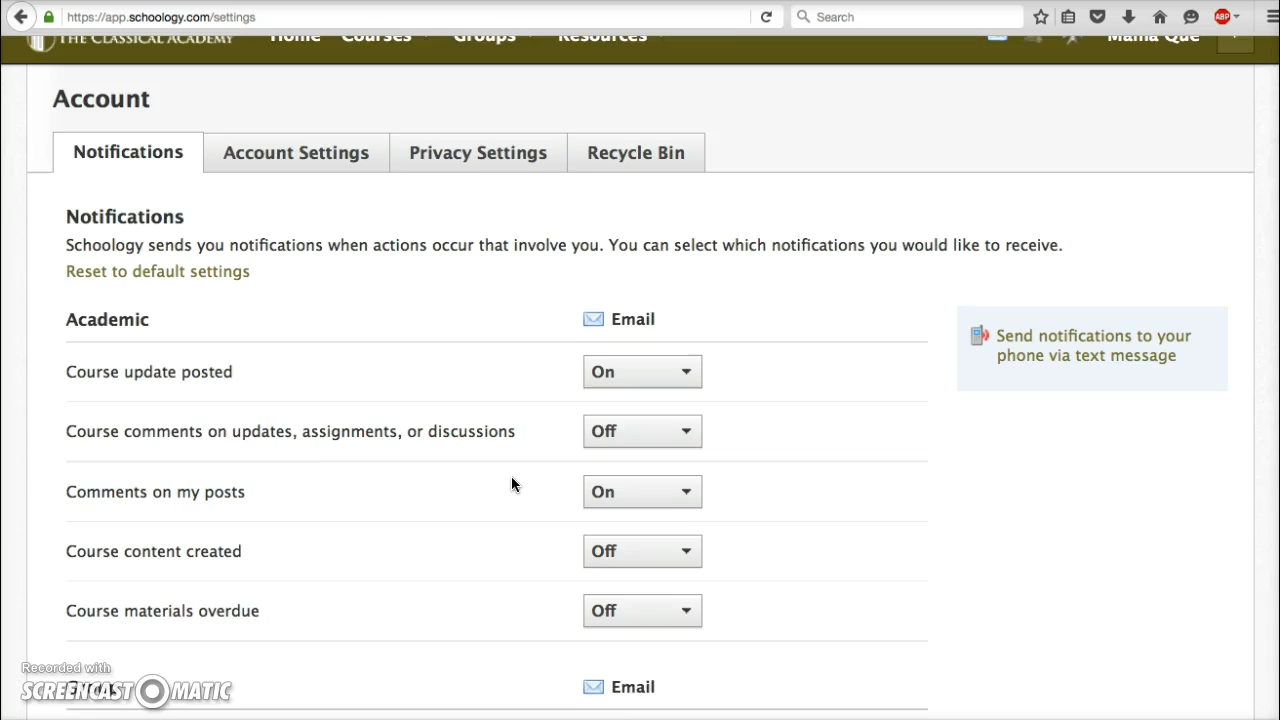 https://app.schoology.com/settings
Search
ABP
THE CLASSICAL ACADEMY
Home
Courses
Groups
Resources
Mama Que
Account
Notifications
Account Settings
Privacy Settings
Recycle Bin
Notifications
Schoology sends you notifications when actions occur that involve you. You can select which notifications you would like to receive.
Reset to default settings
Academic
Email
Send notifications to your
phone via text message
Course update posted
On
Course comments on updates, assignments, or discussions
Off
Comments on my posts
On
Course content created
Off
Course materials overdue
Off
Recorded with
SCREENCAST O MATIC
Email